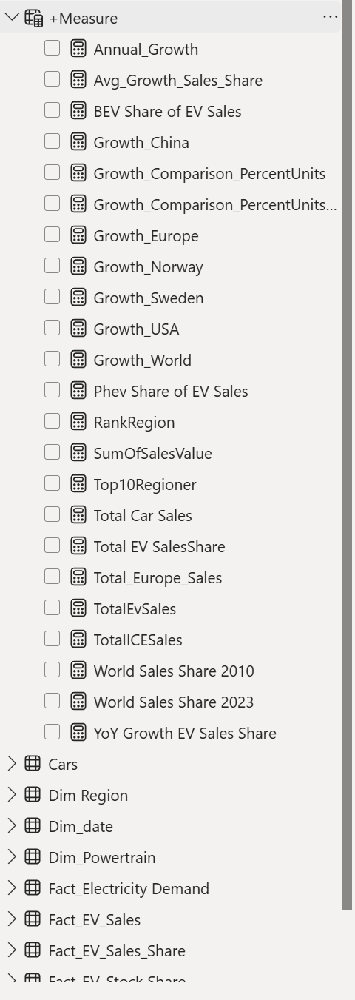 +Measure
Annual_Growth
Avg_Growth_Sales_Share
BEV Share of EV Sales
Growth_China
Growth_Comparison_PercentUnits
Growth_Comparison_PercentUnits...
Growth_Europe
Growth_Norway
Growth_Sweden
Growth_USA
Growth_World
Phev Share of EV Sales
RankRegion
SumOfSalesValue
Top10Regioner
Total Car Sales
Total EV SalesShare
Total_Europe_Sales
TotalEvSales
TotalICESales
World Sales Share 2010
World Sales Share 2023
YoY Growth EV Sales Share
Cars
Dim Region
Dim_date
Dim_Powertrain
Fact_Electricity Demand
Fact_EV_Sales
Fact_EV_Sales_Share
Fact_EV_Stock Share